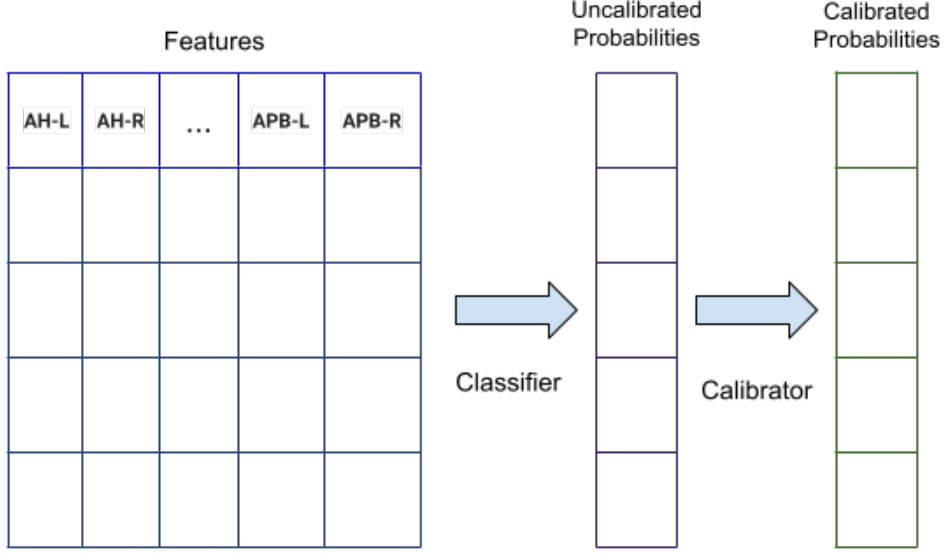 Features
Uncalibrated
Probabilities
Calibrated
Probabilities
AH-L AH-R ... APB-L APB-R
Classifier
Calibrator